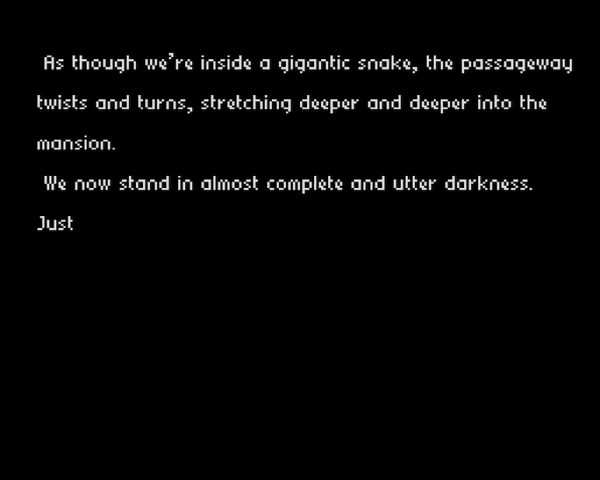 As though we're inside a gigantic snake, the passageway
twists and turns, stretching deeper and deeper into the
mansion.
We now stand in almost complete and utter darkness.
Just